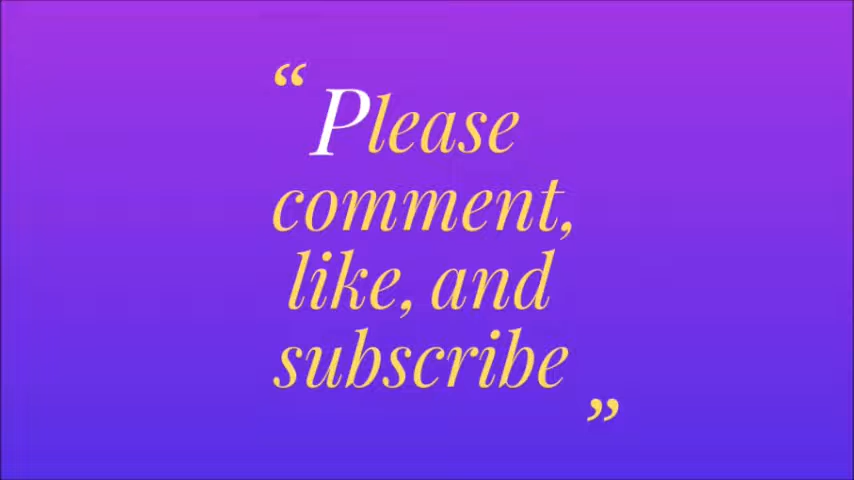 “Please
comment,
like, and
subscribe”